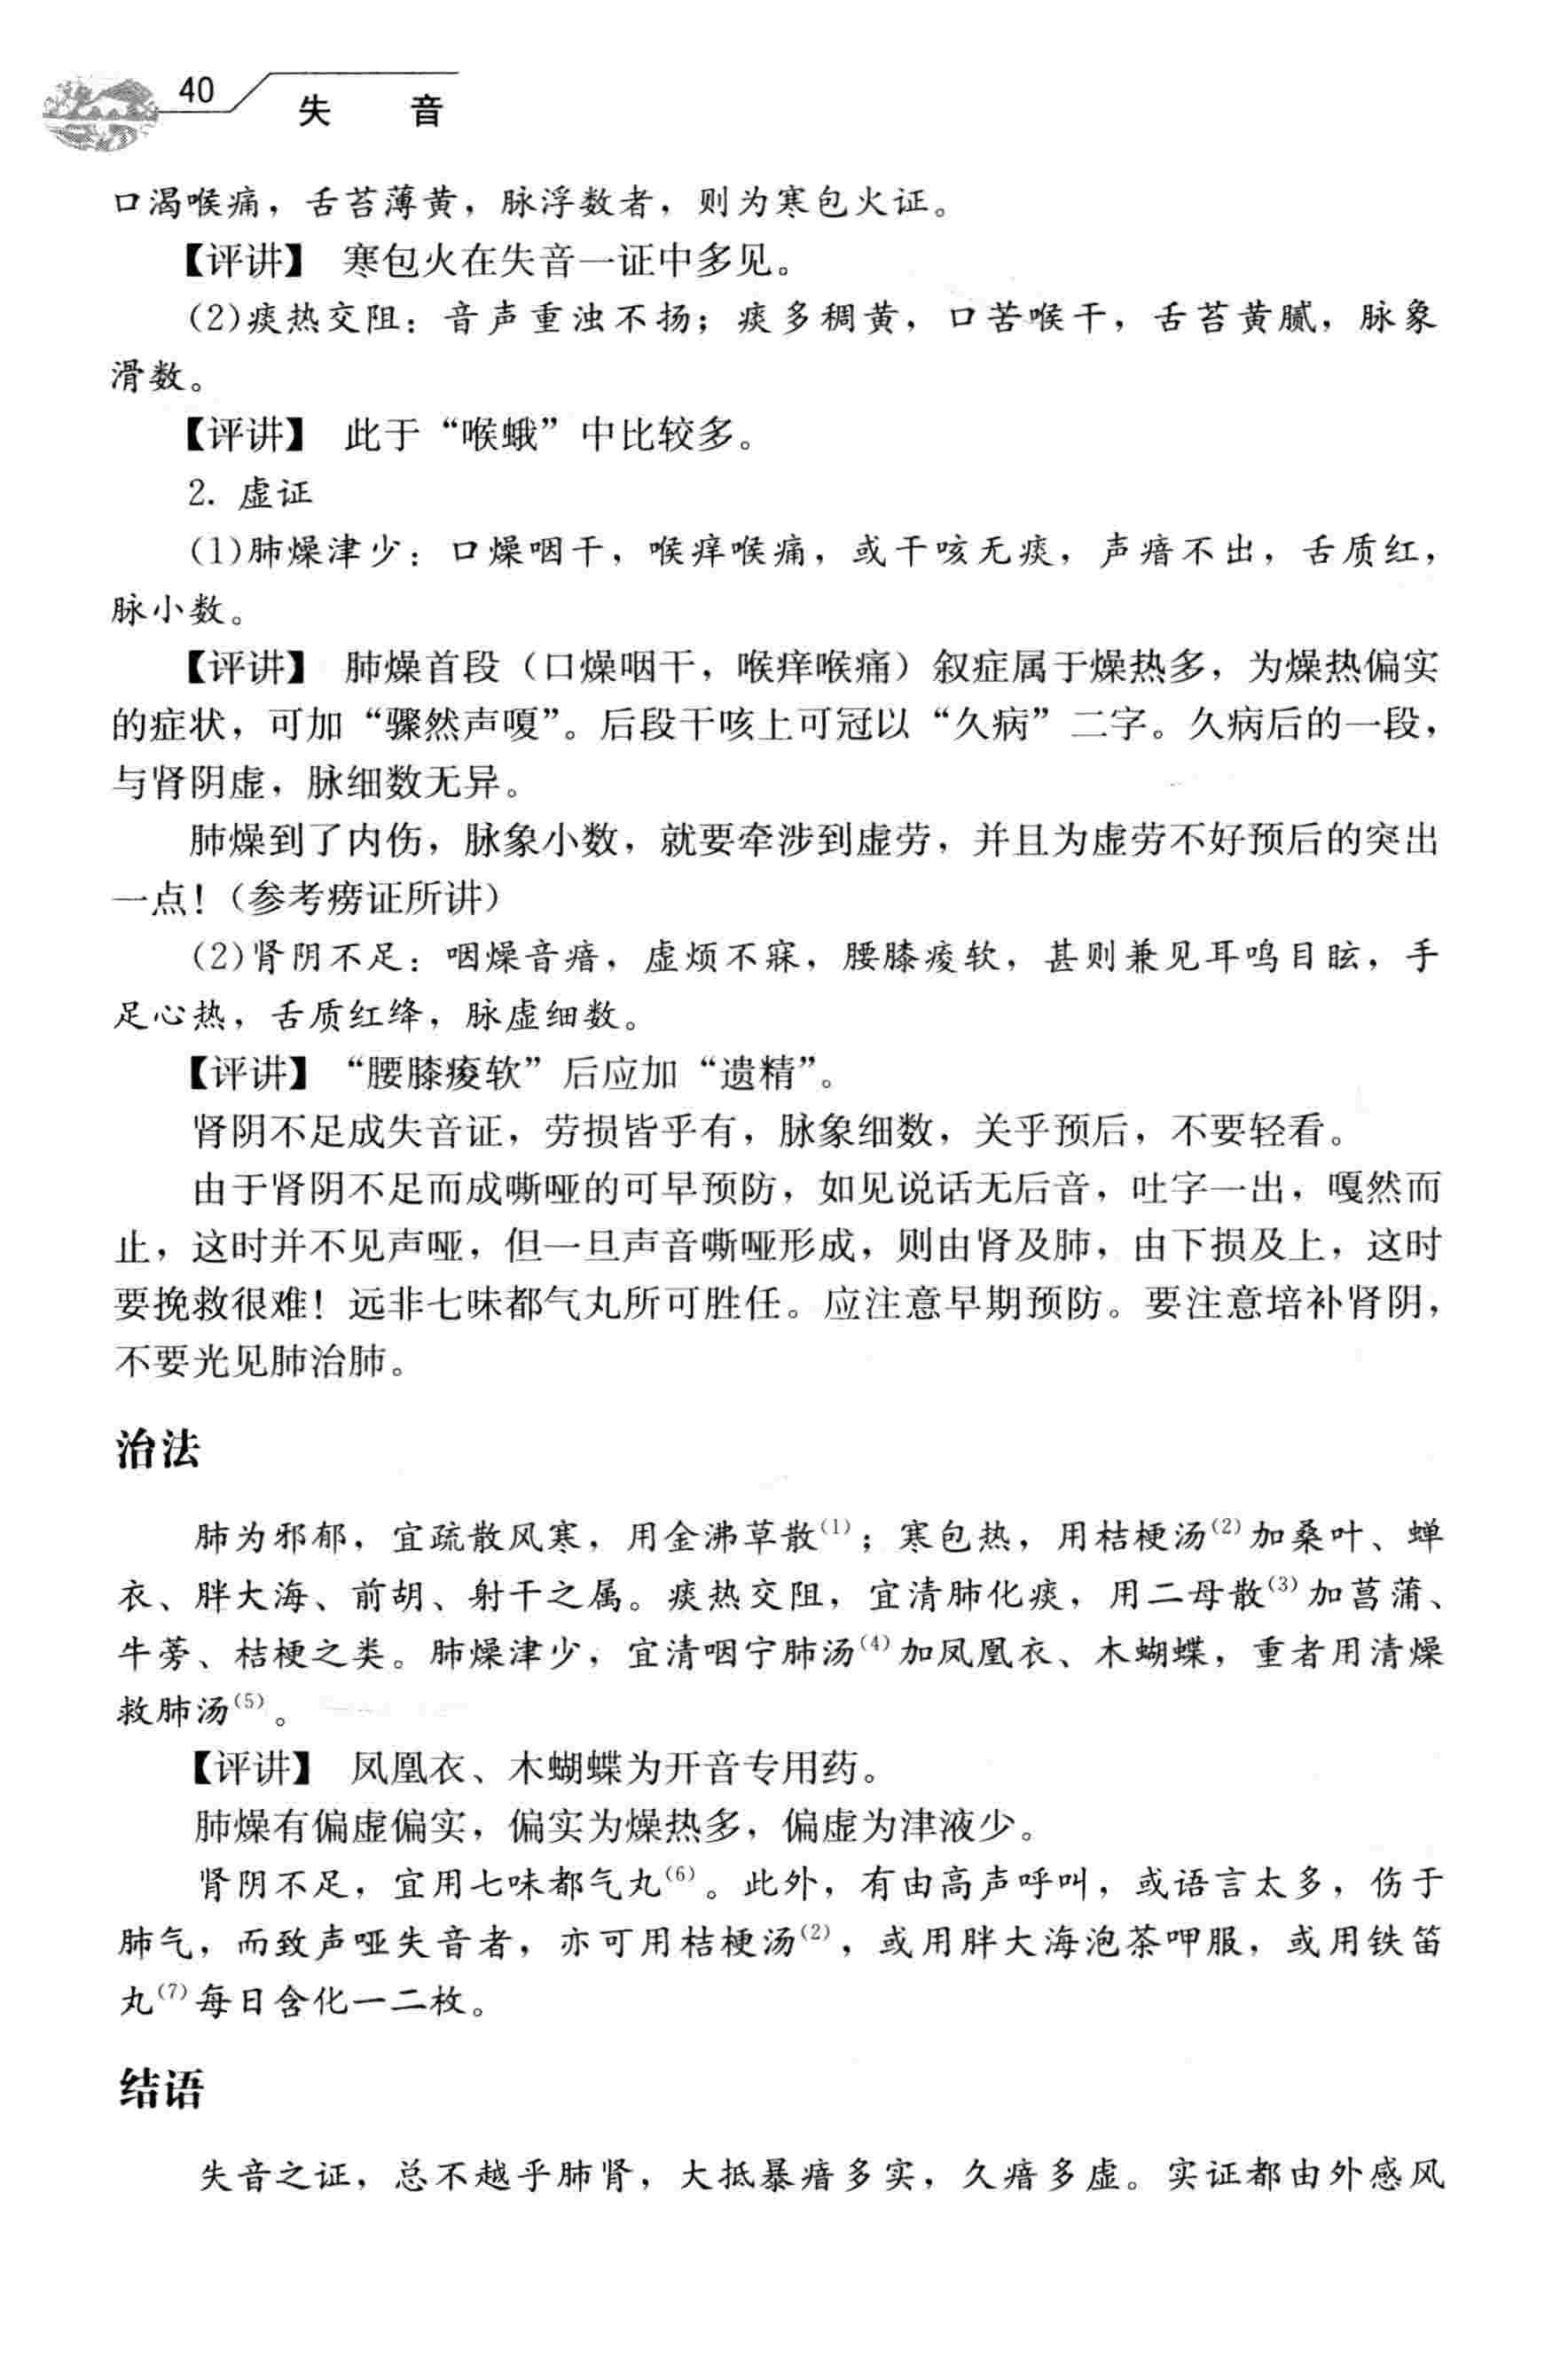 40
失 音
口渴喉痛，舌苔薄黄，脉浮数者，则为寒包火证。
【评讲】 寒包火在失音一证中多见。
(2)痰热交阻：音声重浊不扬；痰多稠黄，口苦喉干，舌苔黄腻，脉象
滑数。
【评讲】 此于“喉蛾”中比较多。
2. 虚证
(1)肺燥津少：口燥咽干，喉痒喉痛，或干咳无痰，声瘖不出，舌质红，
脉小数。
【评讲】 肺燥首段（口燥咽干，喉痒喉痛）叙症属于燥热多，为燥热偏实
的症状，可加“骤然声嗄”。后段干咳上可冠以“久病”二字。久病后的一段，
与肾阴虚，脉细数无异。
肺燥到了内伤，脉象小数，就要牵涉到虚劳，并且为虚劳不好预后的突出
一点！（参考痨证所讲）
(2)肾阴不足：咽燥音瘖，虚烦不寐，腰膝痠软，甚则兼见耳鸣目眩，手
足心热，舌质红绛，脉虚细数。
【评讲】 “腰膝痠软”后应加“遗精”。
肾阴不足成失音证，劳损皆乎有，脉象细数，关乎预后，不要轻看。
由于肾阴不足而成嘶哑的可早预防，如见说话无后音，吐字一出，嘎然而
止，这时并不见声哑，但一旦声音嘶哑形成，则由肾及肺，由下损及上，这时
要挽救很难！远非七味都气丸所可胜任。应注意早期预防。要注意培补肾阴，
不要光见肺治肺。
治法
肺为邪郁，宜疏散风寒，用金沸草散(1)；寒包热，用桔梗汤(2)加桑叶、蝉
衣、胖大海、前胡、射干之属。痰热交阻，宜清肺化痰，用二母散(3)加菖蒲、
牛蒡、桔梗之类。肺燥津少，宜清咽宁肺汤(4)加凤凰衣、木蝴蝶，重者用清燥
救肺汤(5)。
【评讲】 凤凰衣、木蝴蝶为开音专用药。
肺燥有偏虚偏实，偏实为燥热多，偏虚为津液少。
肾阴不足，宜用七味都气丸(6)。此外，有由高声呼叫，或语言太多，伤于
肺气，而致声哑失音者，亦可用桔梗汤(2)，或用胖大海泡茶呷服，或用铁笛
丸(7)每日含化一二枚。
结语
失音之证，总不越乎肺肾，大抵暴瘖多实，久瘖多虚。实证都由外感风